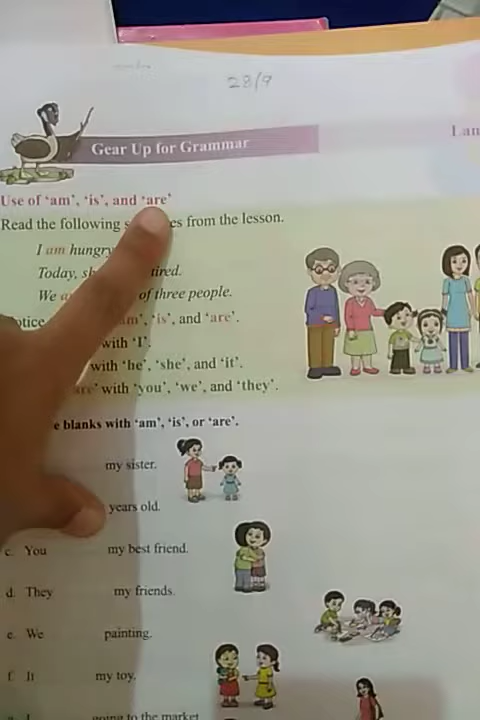 28/9
Gear Up for Grammar
Lan
Use of 'am', 'is', and 'are'
Read the following s es from the lesson.
I am hungry
Today, sh tired.
We a of three people.
otice am', 'is', and 'are'.
with 'I'.
with 'he', 'she', and 'it'.
are' with 'you', 'we', and 'they'.
e blanks with 'am', 'is', or 'are'.
my sister.
years old.
c. You my best friend.
d. They my friends.
e. We painting.
f. It my toy.
I going to the market